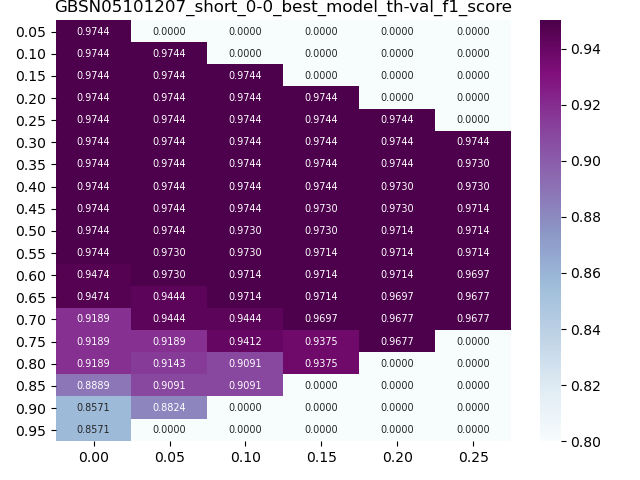 GBSN05101207_short_0-0_best_model_th-val_f1_score
0.05 0.9744 0.0000 0.0000 0.0000 0.0000 0.0000
0.10 0.9744 0.9744 0.0000 0.0000 0.0000 0.0000
0.15 0.9744 0.9744 0.9744 0.0000 0.0000 0.0000
0.20 0.9744 0.9744 0.9744 0.9744 0.0000 0.0000
0.25 0.9744 0.9744 0.9744 0.9744 0.9744 0.0000
0.30 0.9744 0.9744 0.9744 0.9744 0.9744 0.9744
0.35 0.9744 0.9744 0.9744 0.9744 0.9744 0.9730
0.40 0.9744 0.9744 0.9744 0.9744 0.9730 0.9730
0.45 0.9744 0.9744 0.9744 0.9730 0.9730 0.9714
0.50 0.9744 0.9744 0.9730 0.9730 0.9714 0.9714
0.55 0.9744 0.9730 0.9730 0.9714 0.9714 0.9714
0.60 0.9474 0.9730 0.9714 0.9714 0.9714 0.9697
0.65 0.9474 0.9444 0.9714 0.9714 0.9697 0.9677
0.70 0.9189 0.9444 0.9444 0.9697 0.9677 0.9677
0.75 0.9189 0.9189 0.9412 0.9375 0.9677 0.0000
0.80 0.9189 0.9143 0.9091 0.9375 0.0000 0.0000
0.85 0.8889 0.9091 0.9091 0.0000 0.0000 0.0000
0.90 0.8571 0.8824 0.0000 0.0000 0.0000 0.0000
0.95 0.8571 0.0000 0.0000 0.0000 0.0000 0.0000
0.00 0.05 0.10 0.15 0.20 0.25
0.94
0.92
0.90
0.88
0.86
0.84
0.82
0.80